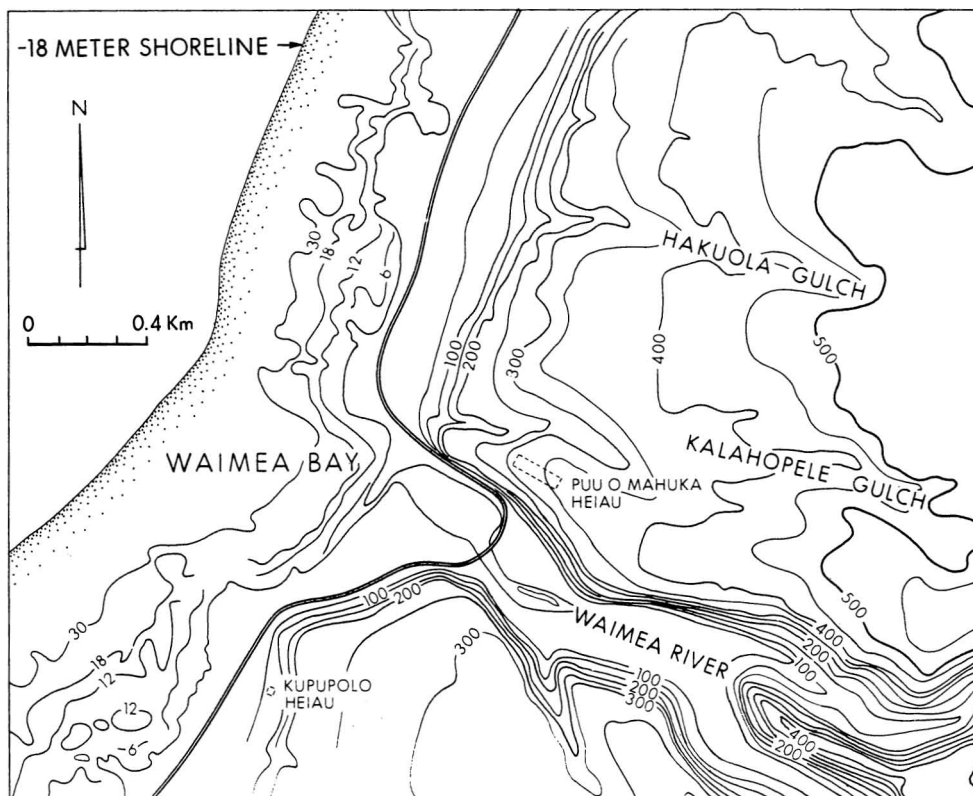 -18 METER SHORELINE
N
0 0.4 Km
HAKUOLA GULCH
30
18
12
6
100
200
300
400
500
WAIMEA BAY
KALAHOPELE GULCH
PUU O MAHUKA
HEIAU
500
100
200
WAIMEA RIVER
400
200
100
30
300
18
12
KUPUPOLO
HEIAU
100
200
300
12
6
400
200